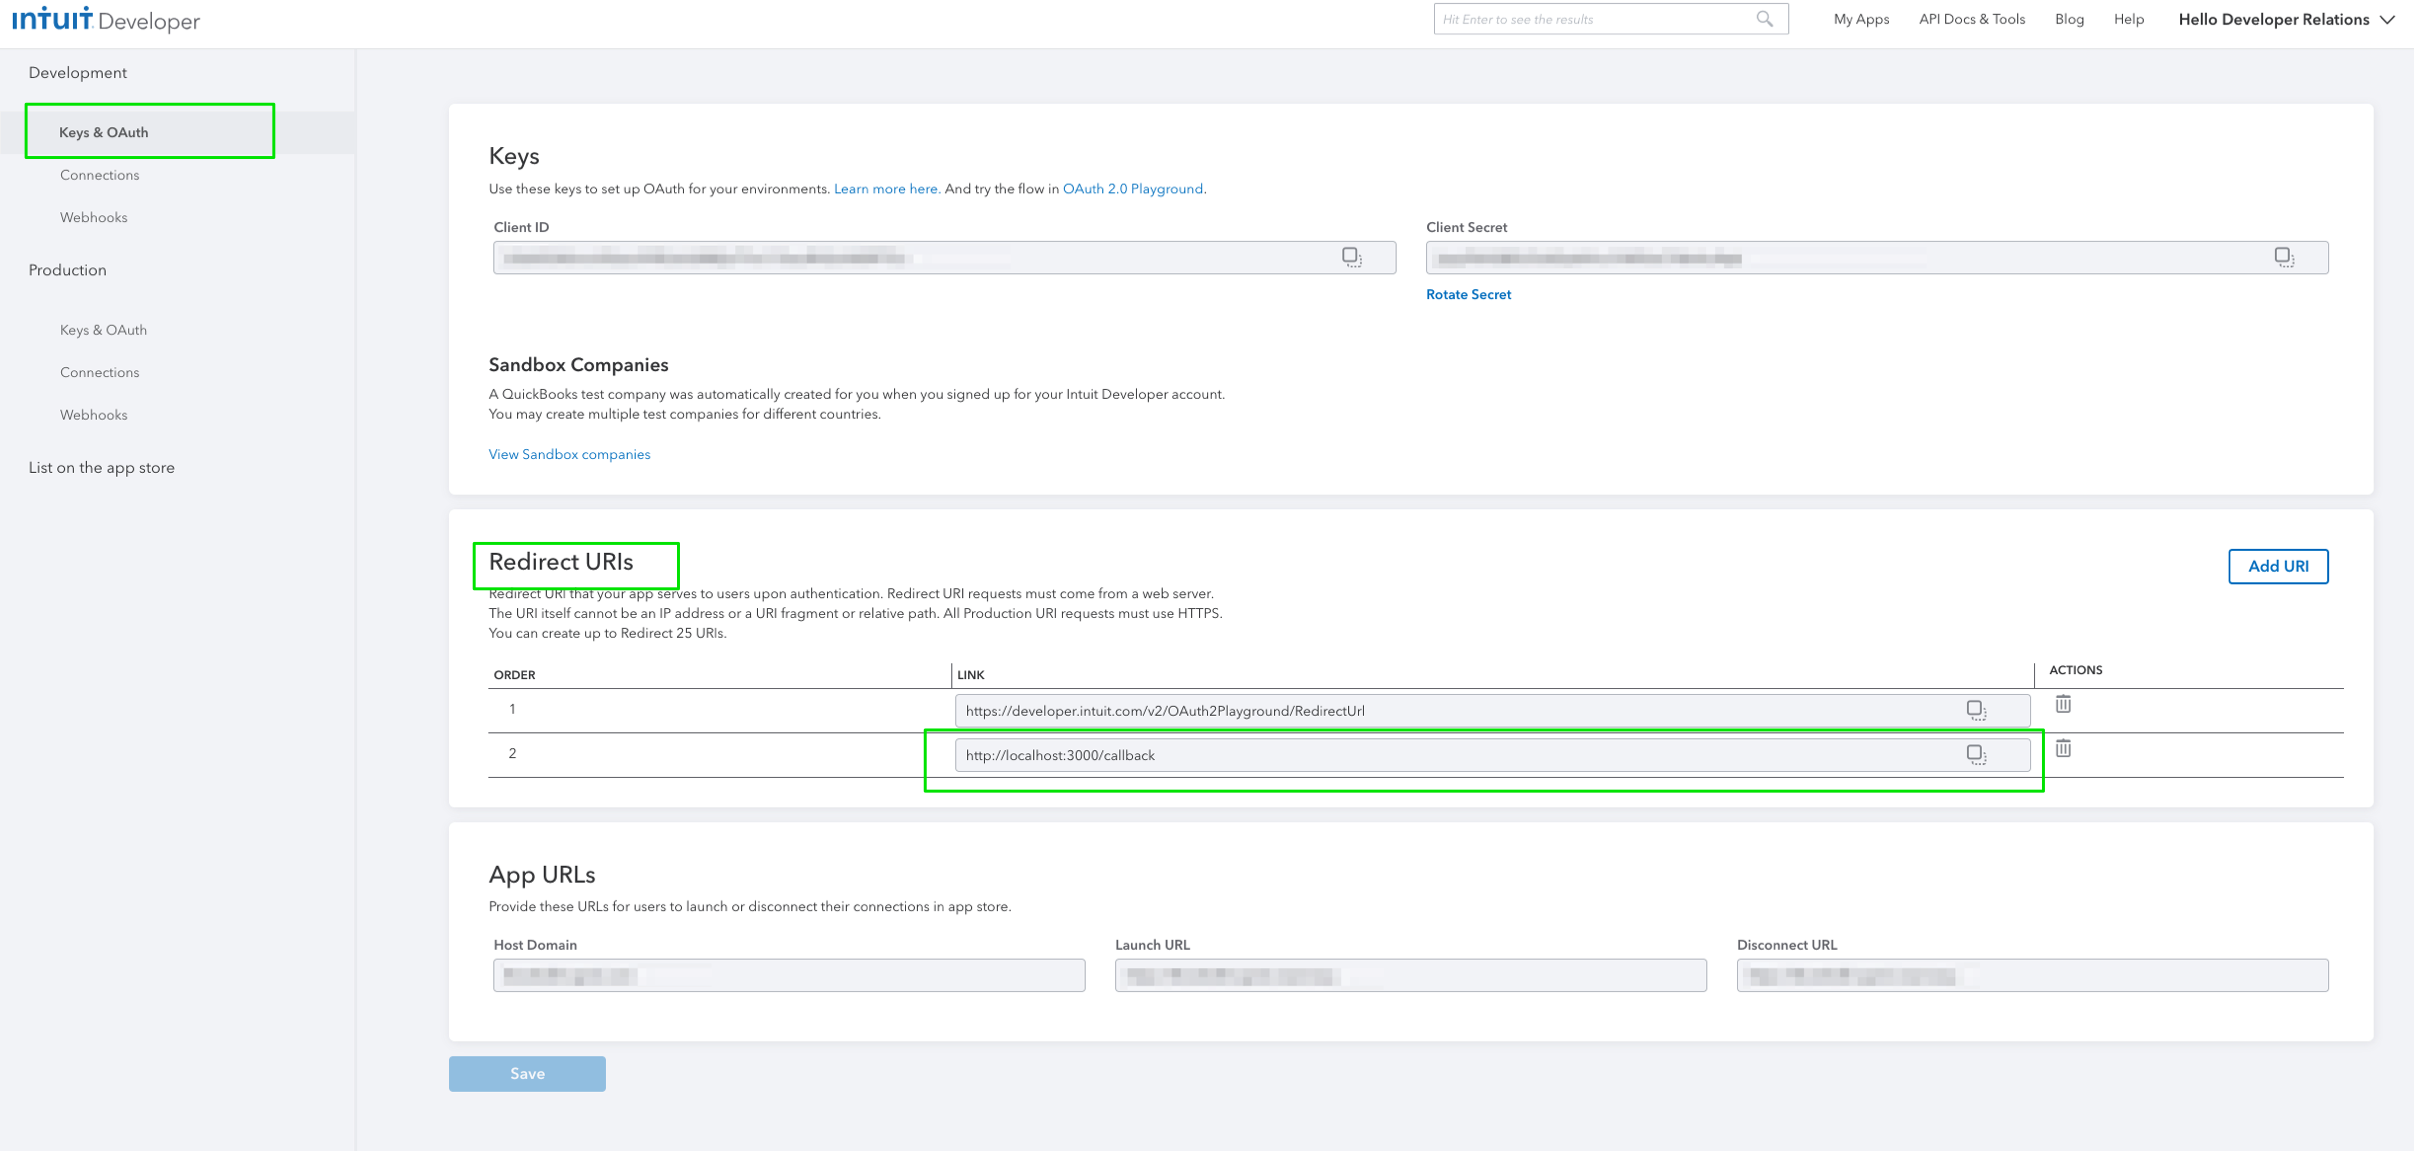 intuit Developer
Hit Enter to see the results
My Apps
API Docs & Tools
Blog
Help
Hello Developer Relations
Development
Keys & OAuth
Connections
Webhooks
Production
Keys & OAuth
Connections
Webhooks
List on the app store
Keys
Use these keys to set up OAuth for your environments. Learn more here. And try the flow in OAuth 2.0 Playground.
Client ID
Client Secret
Rotate Secret
Sandbox Companies
A QuickBooks test company was automatically created for you when you signed up for your Intuit Developer account.
You may create multiple test companies for different countries.
View Sandbox companies
Redirect URIs
Add URI
Redirect URI that your app serves to users upon authentication. Redirect URI requests must come from a web server.
The URI itself cannot be an IP address or a URI fragment or relative path. All Production URI requests must use HTTPS.
You can create up to Redirect 25 URIs.
ORDER
LINK
ACTIONS
1
https://developer.intuit.com/v2/OAuth2Playground/RedirectUrl
2
http://localhost:3000/callback
App URLs
Provide these URLs for users to launch or disconnect their connections in app store.
Host Domain
Launch URL
Disconnect URL
Save